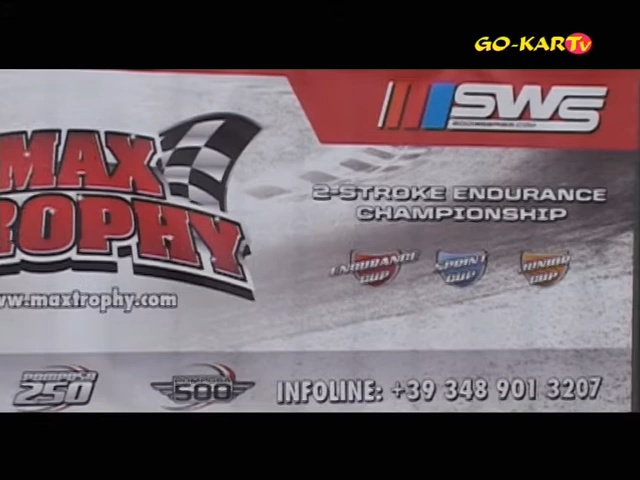 GO-KARTv
SWS
MAX
ROPHY
2-STROKE ENDURANCE
CHAMPIONSHIP
ENDURANCE
CUP
SPRINT
CUP
JUNIOR
CUP
ww.maxtrophy.com
POMPOSA
250
500
INFOLINE: +39 348 901 3207